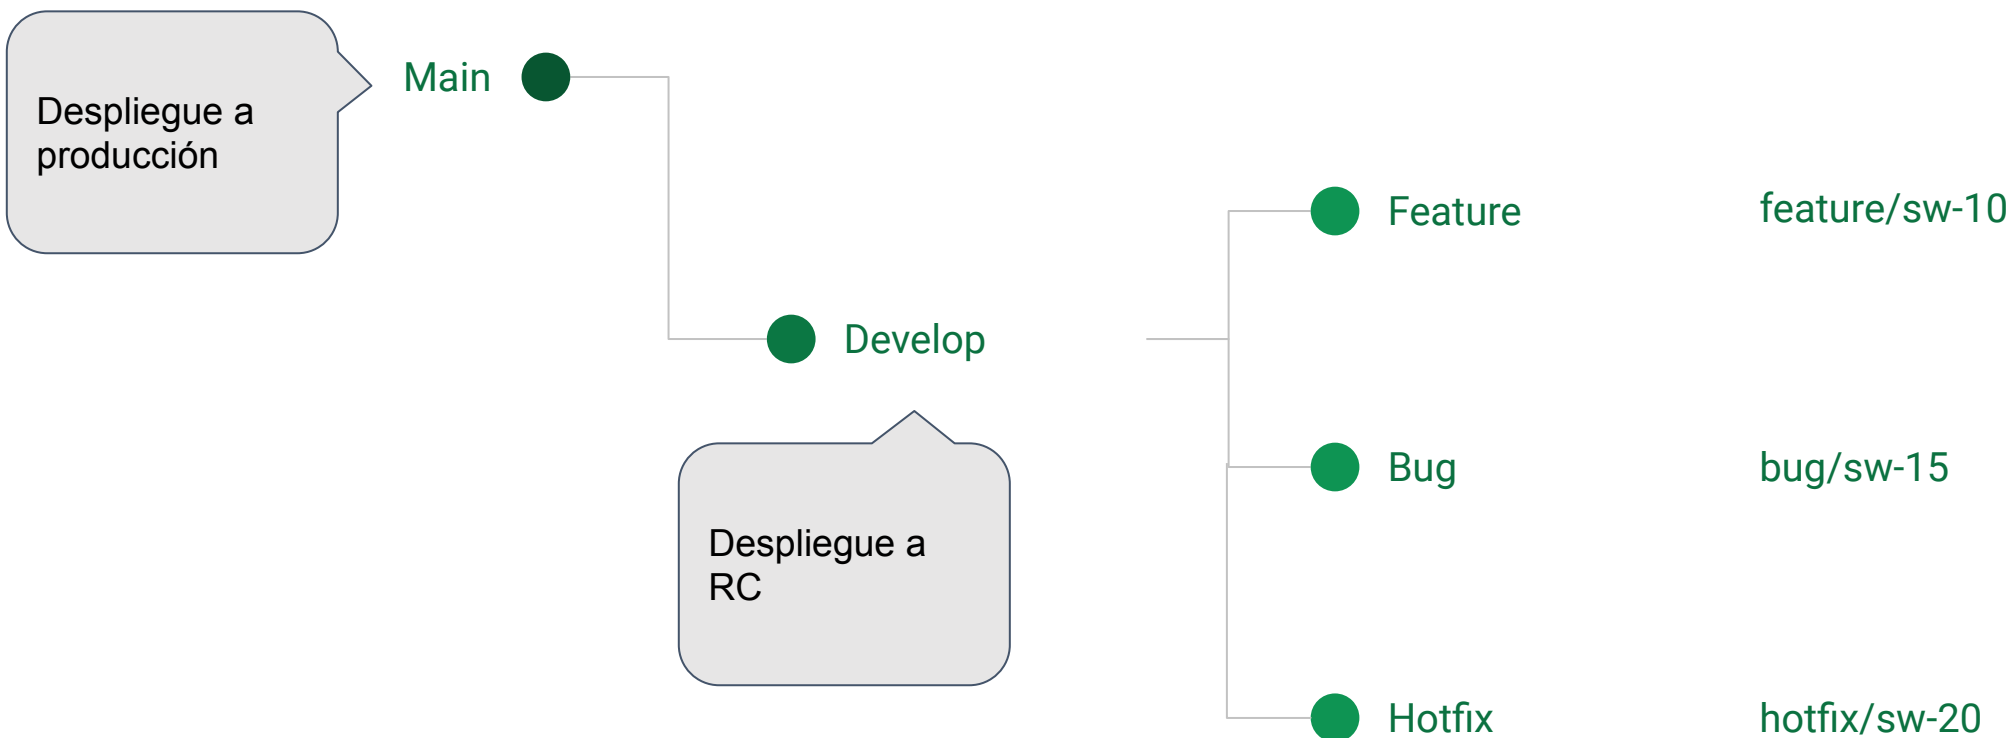 Despliegue a
producción
Main
Develop
Despliegue a
RC
Feature
feature/sw-10
Bug
bug/sw-15
Hotfix
hotfix/sw-20